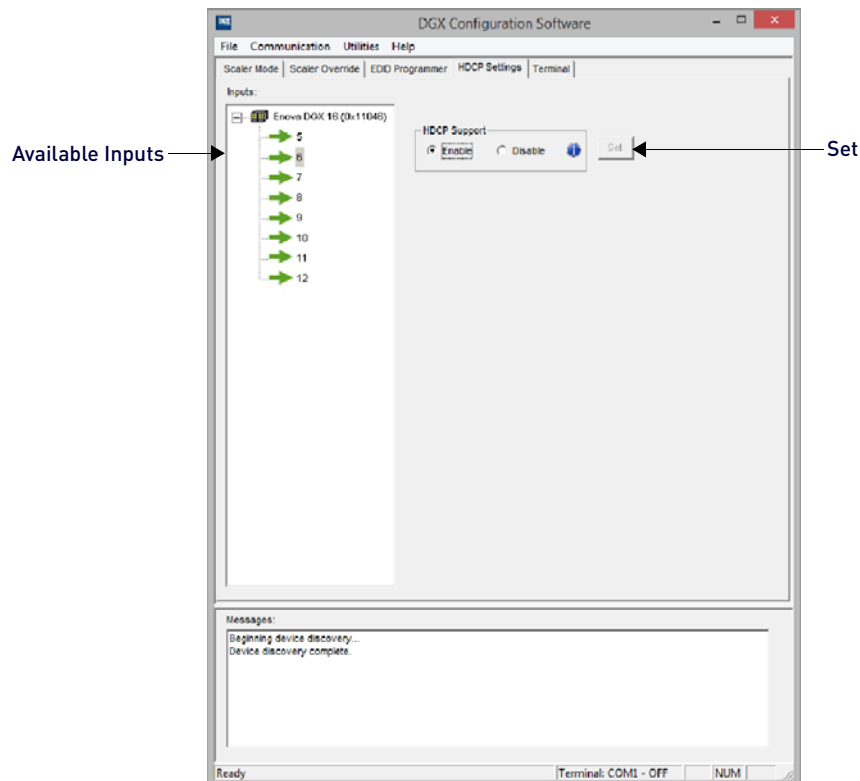 DGX Configuration Software
File Communication Utilities Help
Scaler Mode Scaler Override EDID Programmer HDCP Settings Terminal
Inputs:
Enova DGX 16 (0x11046)
5
6
7
8
9
10
11
12
HDCP Support
Enable Disable
Set
Available Inputs
Set
Messages:
Beginning device discovery...
Device discovery complete.
Ready Terminal: COM1 - OFF NUM